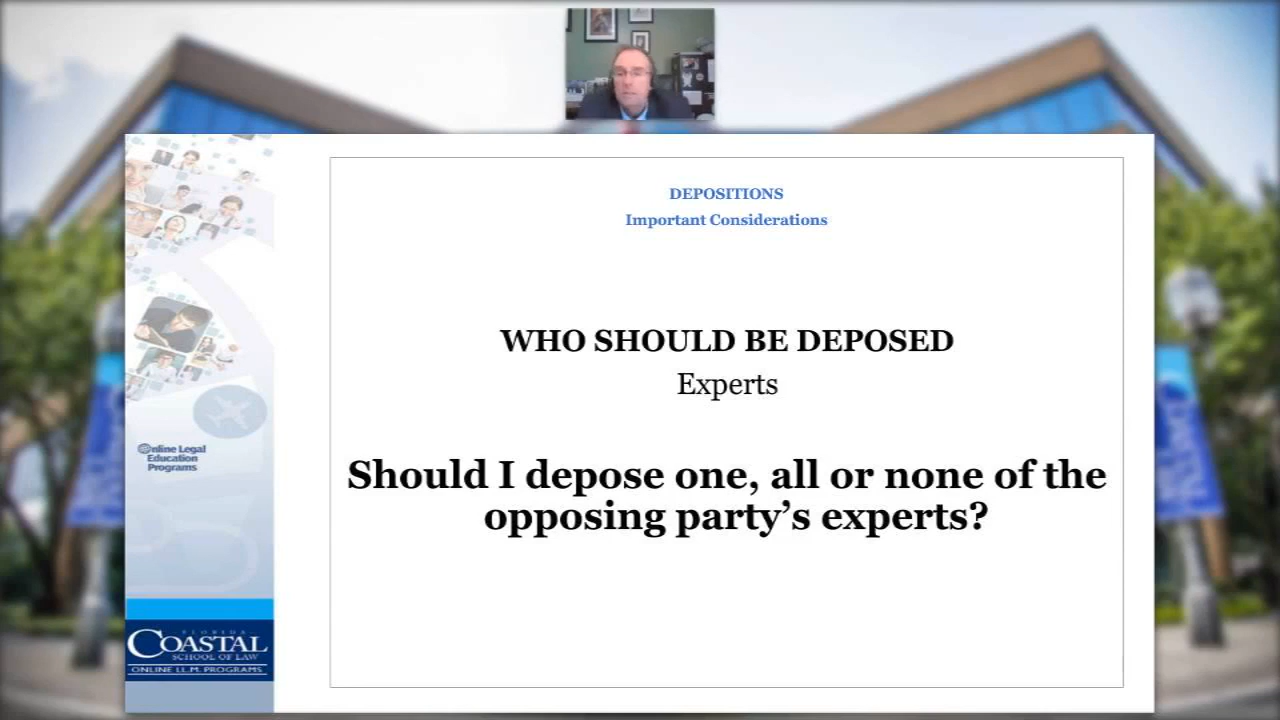 DEPOSITIONS
Important Considerations
WHO SHOULD BE DEPOSED
Experts
Should I depose one, all or none of the
opposing party’s experts?
Online Legal
Education
Programs
FLORIDA
COASTAL
SCHOOL OF LAW
ONLINE LL.M. PROGRAMS